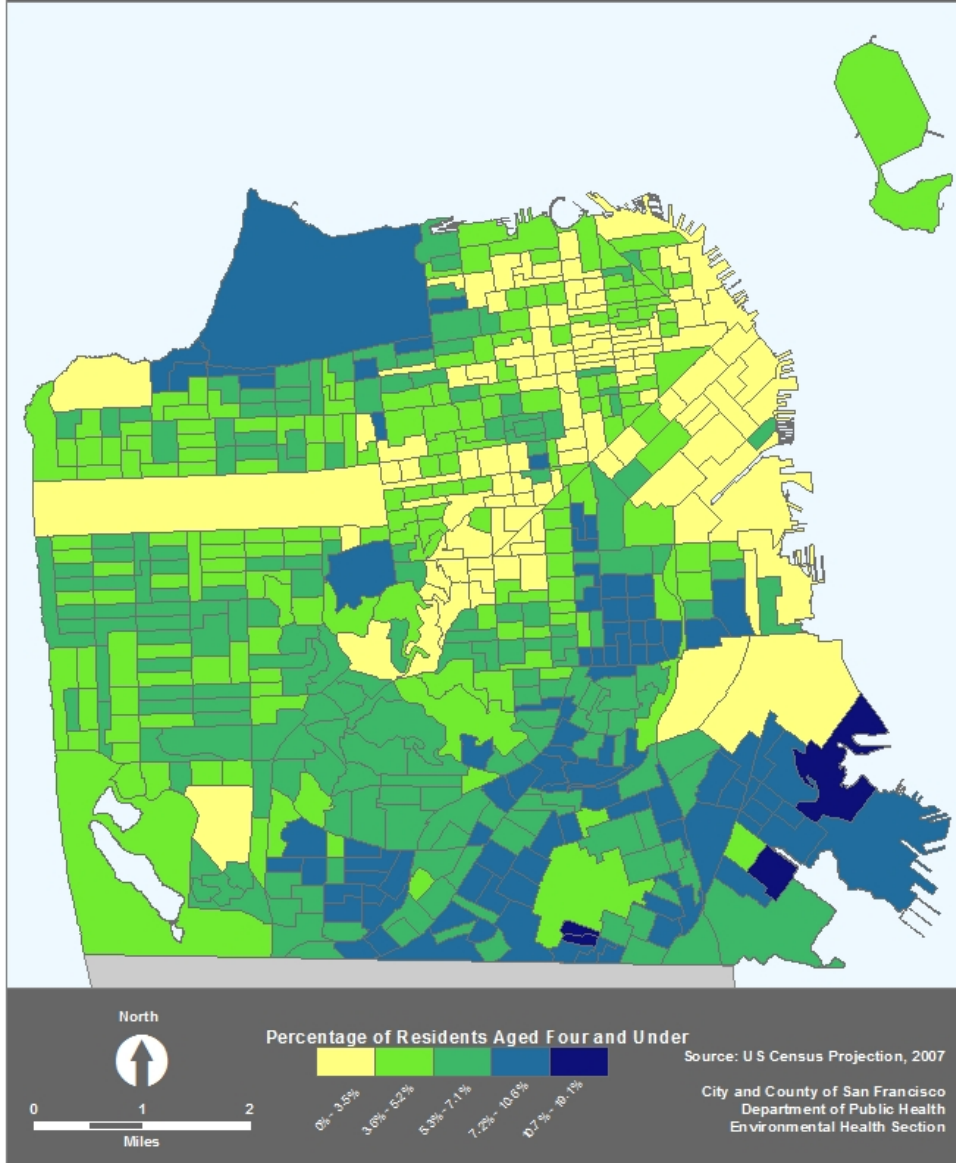 North
0
1
2
Miles
Percentage of Residents Aged Four and Under
0% - 3.5%
3.6% - 5.2%
5.3% - 7.1%
7.2% - 10.6%
10.7% - 19.1%
Source: US Census Projection, 2007
City and County of San Francisco
Department of Public Health
Environmental Health Section